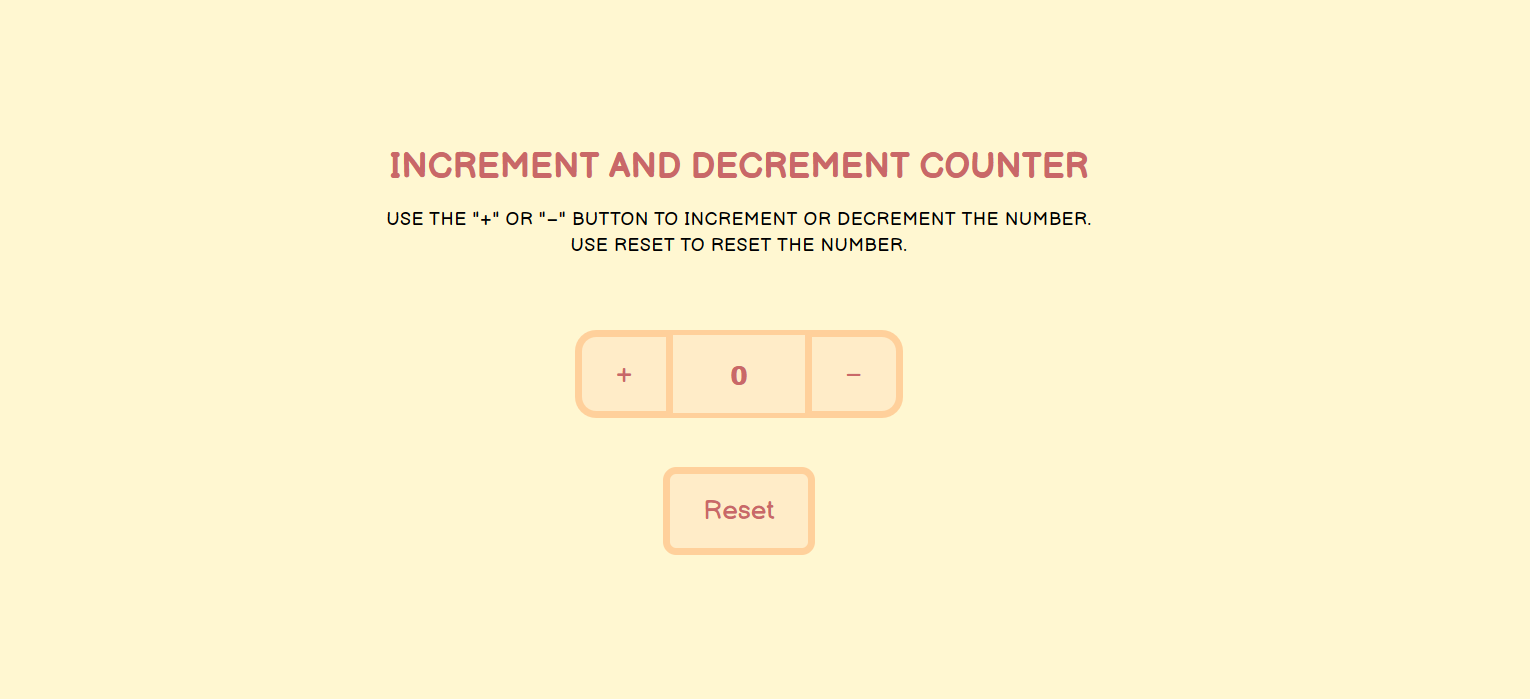 INCREMENT AND DECREMENT COUNTER
USE THE "+" OR "−" BUTTON TO INCREMENT OR DECREMENT THE NUMBER.
USE RESET TO RESET THE NUMBER.
+ 0 −
Reset